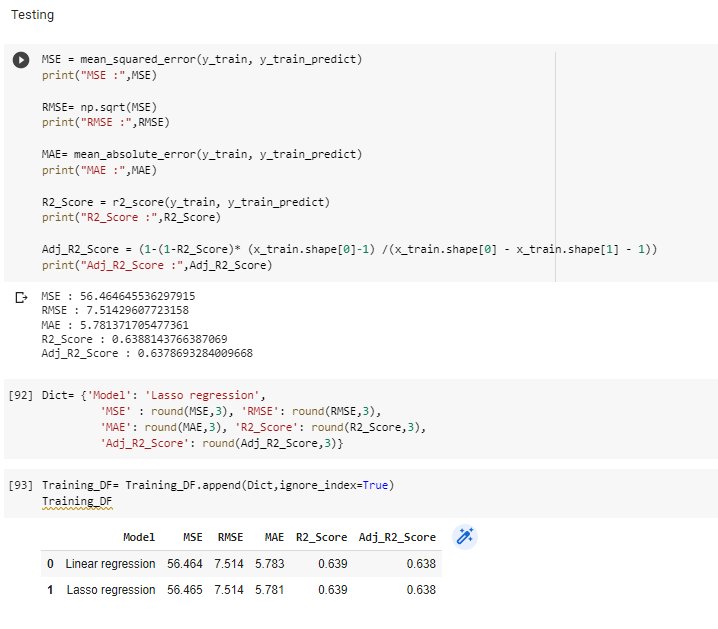 Testing
MSE = mean_squared_error(y_train, y_train_predict)
print("MSE :",MSE)
RMSE= np.sqrt(MSE)
print("RMSE :",RMSE)
MAE= mean_absolute_error(y_train, y_train_predict)
print("MAE :",MAE)
R2_Score = r2_score(y_train, y_train_predict)
print("R2_Score :",R2_Score)
Adj_R2_Score = (1-(1-R2_Score)* (x_train.shape[0]-1) /(x_train.shape[0] - x_train.shape[1] - 1))
print("Adj_R2_Score :",Adj_R2_Score)
MSE : 56.464645536297915
RMSE : 7.51429607723158
MAE : 5.781371705477361
R2_Score : 0.6388143766387069
Adj_R2_Score : 0.6378693284009668
[92] Dict= {'Model': 'Lasso regression',
'MSE' : round(MSE,3), 'RMSE': round(RMSE,3),
'MAE': round(MAE,3), 'R2_Score': round(R2_Score,3),
'Adj_R2_Score': round(Adj_R2_Score,3)}
[93] Training_DF= Training_DF.append(Dict,ignore_index=True)
Training_DF
Model MSE RMSE MAE R2_Score Adj_R2_Score
0 Linear regression 56.464 7.514 5.783 0.639 0.638
1 Lasso regression 56.465 7.514 5.781 0.639 0.638